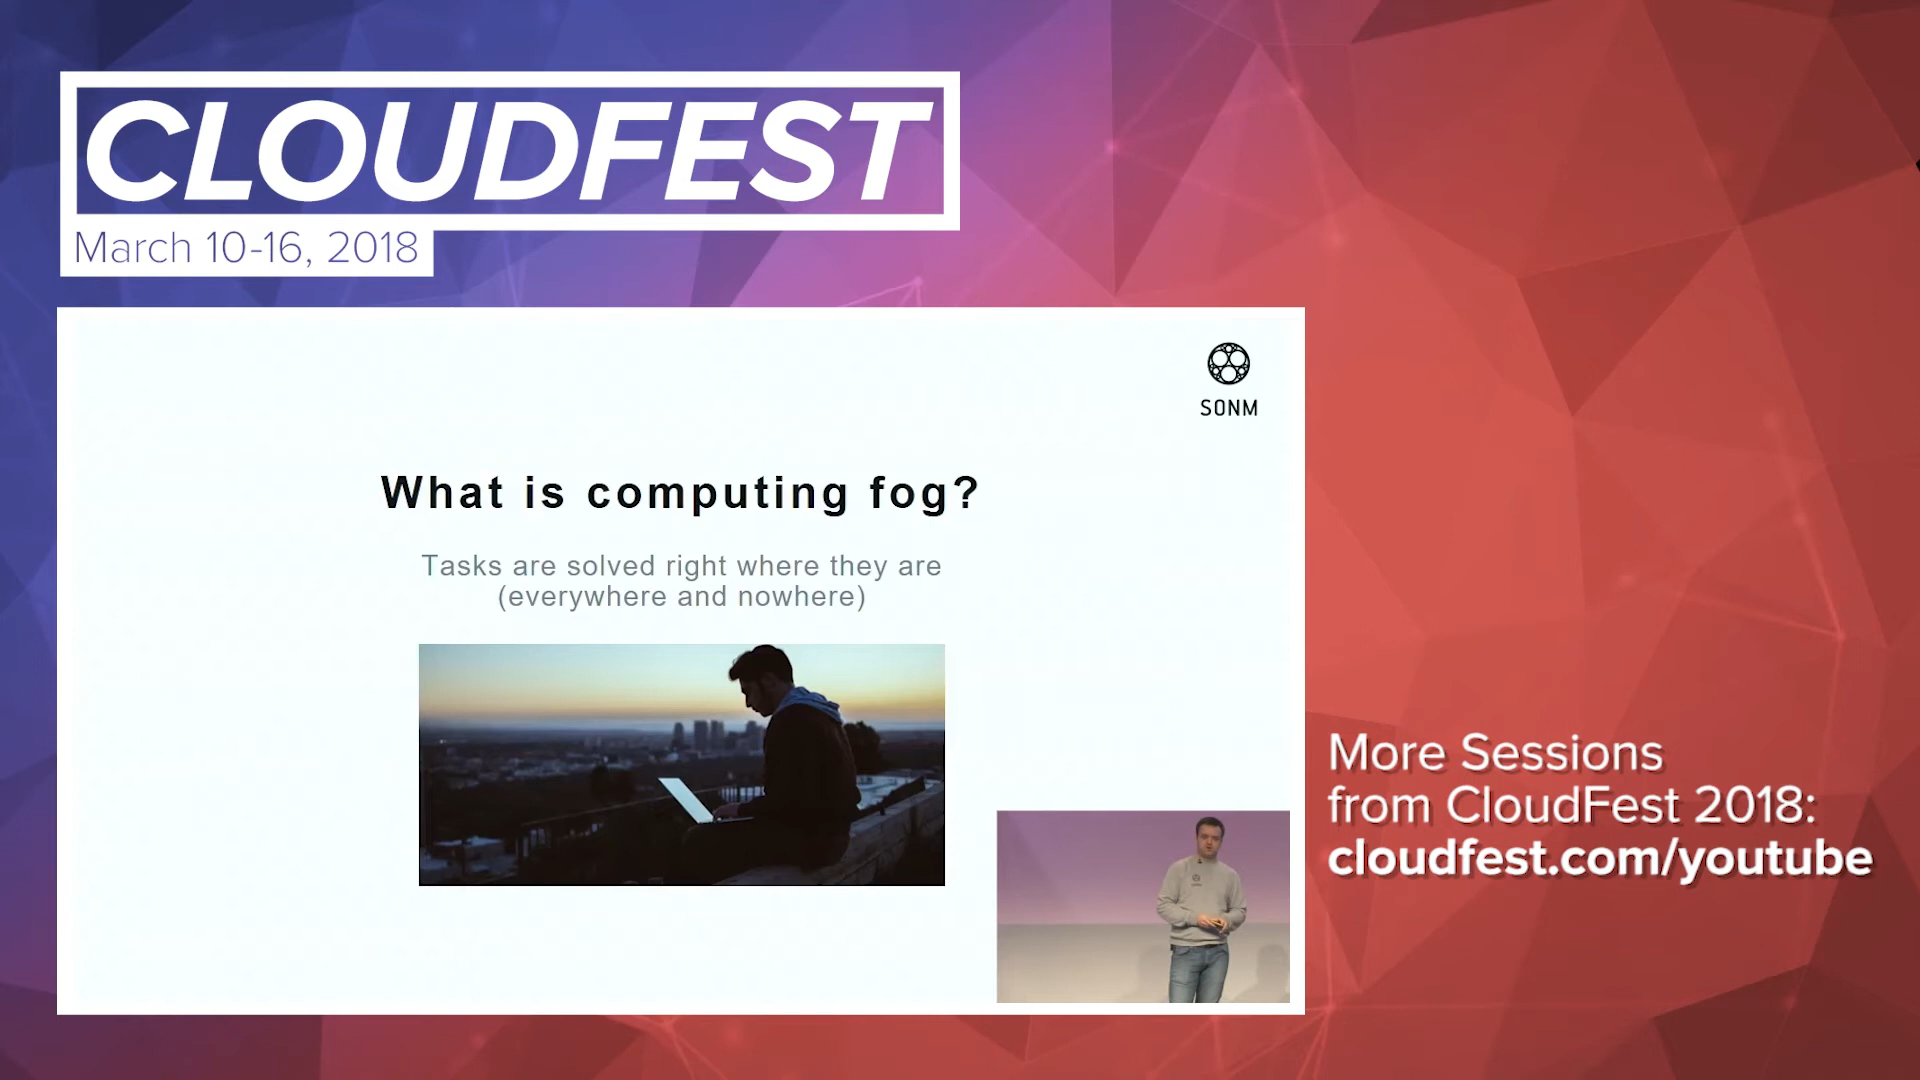 CLOUDFEST
March 10-16, 2018
SONM
What is computing fog?
Tasks are solved right where they are
(everywhere and nowhere)
More Sessions
from CloudFest 2018:
cloudfest.com/youtube